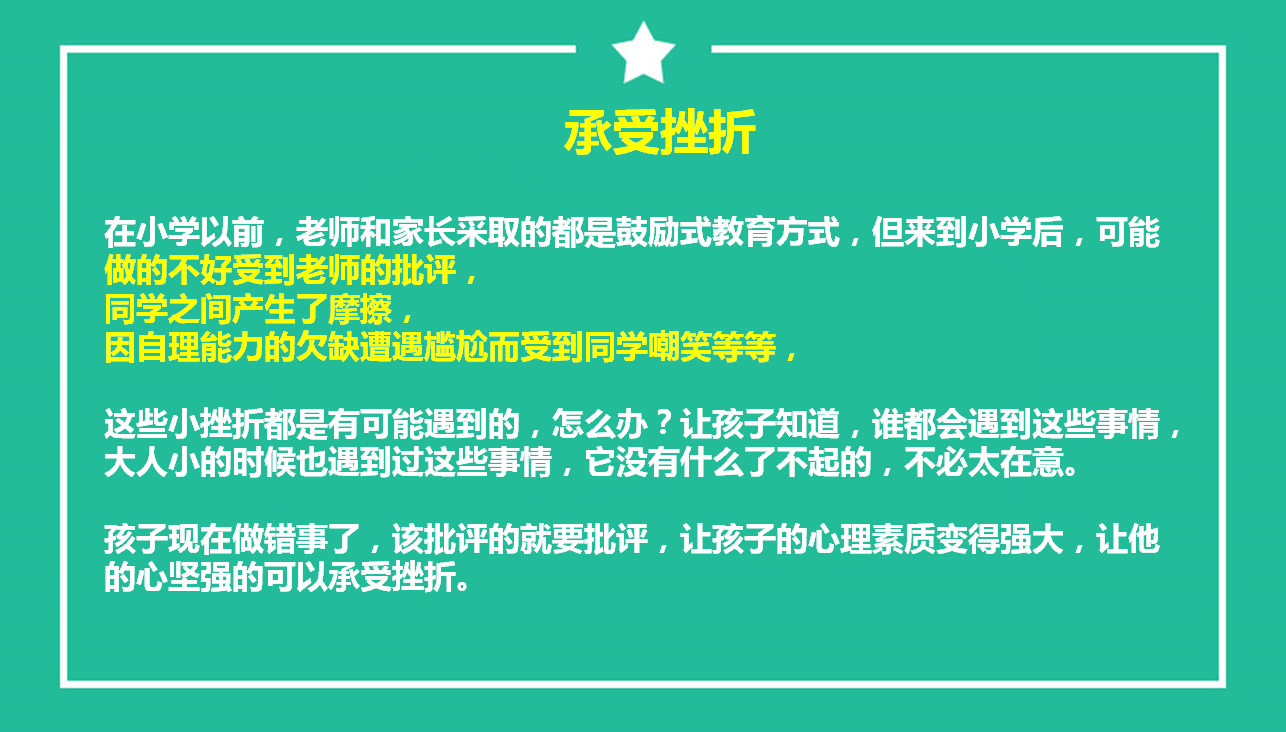 承受挫折
在小学以前，老师和家长采取的都是鼓励式教育方式，但来到小学后，可能
做的不好受到老师的批评，
同学之间产生了摩擦，
因自理能力的欠缺遭遇尴尬而受到同学嘲笑等等，
这些小挫折都是有可能遇到的，怎么办？让孩子知道，谁都会遇到这些事情，
大人小的时候也遇到过这些事情，它没有什么了不起的，不必太在意。
孩子现在做错事了，该批评的就要批评，让孩子的心理素质变得强大，让他
的心坚强的可以承受挫折。